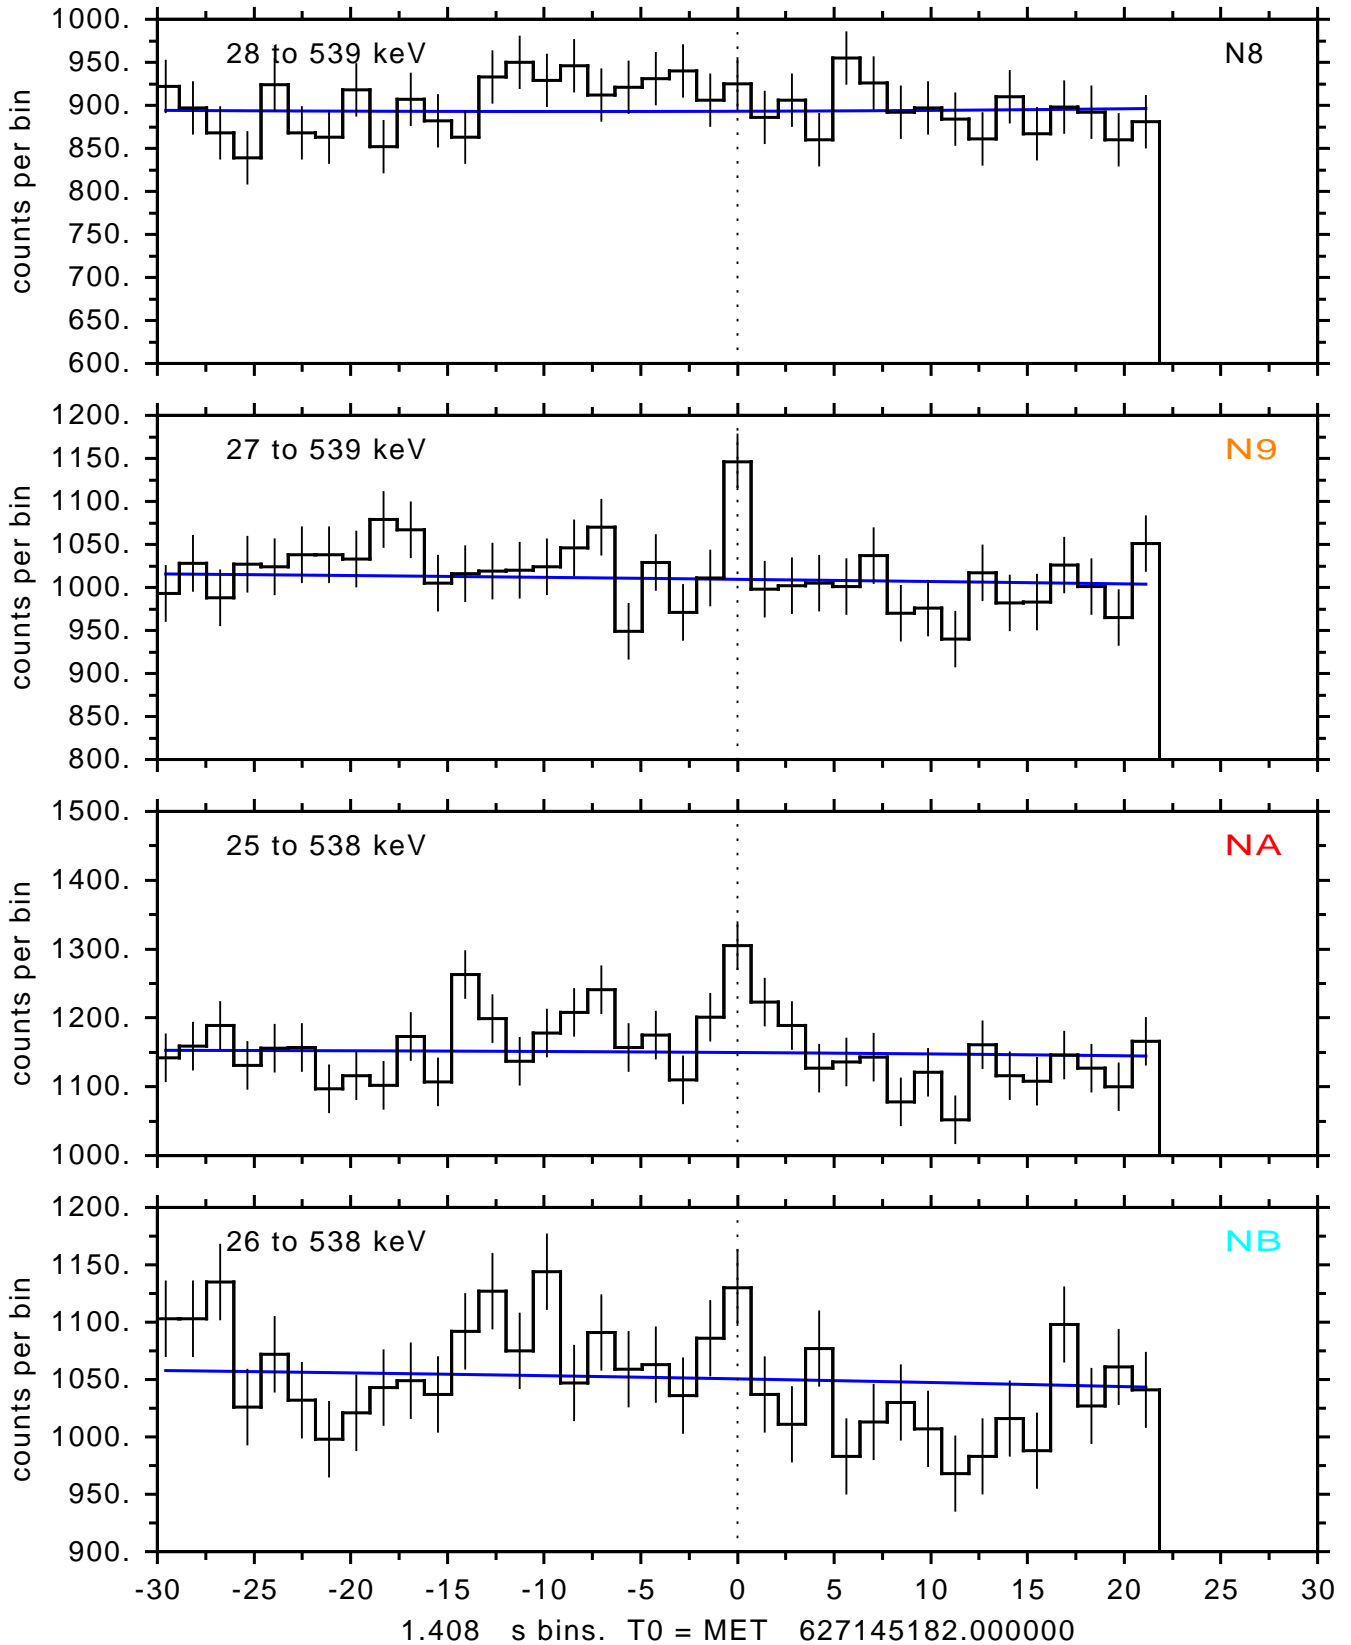 1000.
28 to 539 keV
N8
950.
900.
850.
800.
750.
700.
650.
600.
counts per bin
1200.
27 to 539 keV
N9
1150.
1100.
1050.
1000.
950.
900.
850.
800.
counts per bin
1500.
25 to 538 keV
NA
1400.
1300.
1200.
1100.
1000.
counts per bin
1200.
26 to 538 keV
NB
1150.
1100.
1050.
1000.
950.
900.
counts per bin
-30 -25 -20 -15 -10 -5 0 5 10 15 20 25 30
1.408 s bins. T0 = MET 627145182.000000